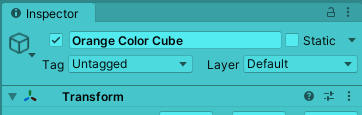 Inspector
Orange Color Cube Static
Tag Untagged Layer Default
Transform